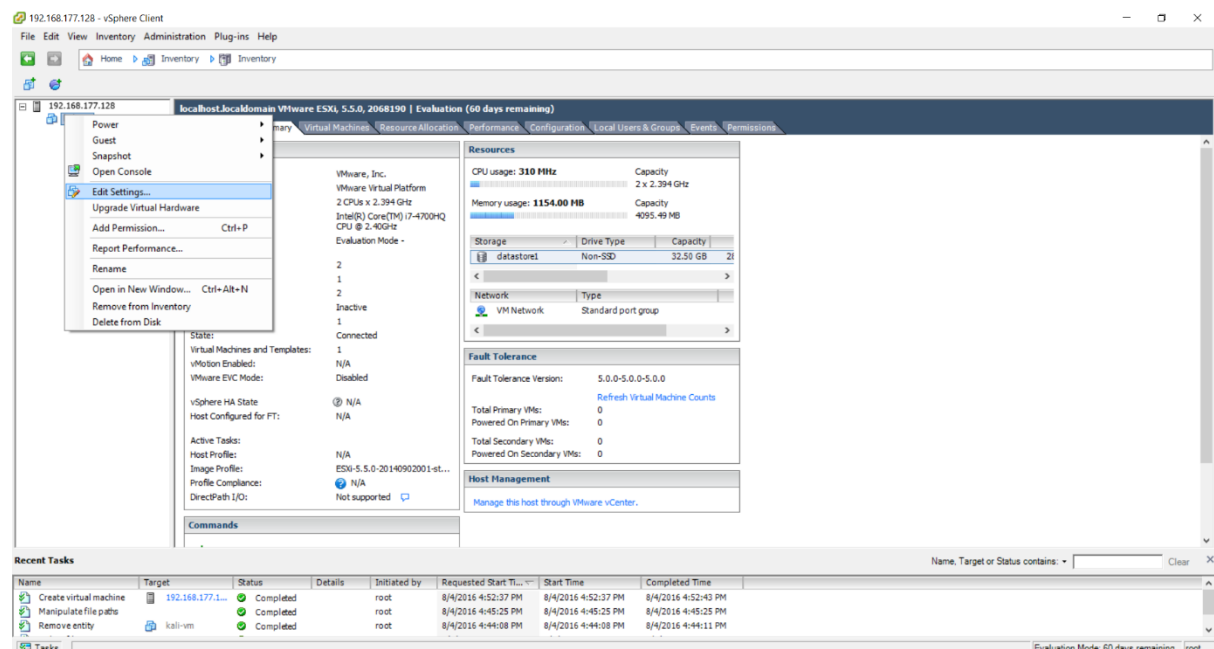 192.168.177.128 - vSphere Client
File Edit View Inventory Administration Plug-ins Help
Home Inventory Inventory
192.168.177.128
localhost.localdomain VMware ESXi, 5.5.0, 2068190 | Evaluation (60 days remaining)
mary Virtual Machines Resource Allocation Performance Configuration Local Users & Groups Events Permissions
Power
Guest
Snapshot
Open Console
Edit Settings...
Upgrade Virtual Hardware
Add Permission... Ctrl+P
Report Performance...
Rename
Open in New Window... Ctrl+Alt+N
Remove from Inventory
Delete from Disk
VMware, Inc.
VMware Virtual Platform
2 CPUs x 2.394 GHz
Intel(R) Core(TM) i7-4700HQ
CPU @ 2.40GHz
Evaluation Mode -
2
1
2
Inactive
1
State: Connected
Virtual Machines and Templates: 1
vMotion Enabled: N/A
VMware EVC Mode: Disabled
vSphere HA State N/A
Host Configured for FT: N/A
Active Tasks:
Host Profile: N/A
Image Profile: ESXi-5.5.0-20140902001-st...
Profile Compliance: N/A
DirectPath I/O: Not supported
Commands
Resources
CPU usage: 310 MHz Capacity
2 x 2.394 GHz
Memory usage: 1154.00 MB Capacity
4095.49 MB
Storage Drive Type Capacity
datastore1 Non-SSD 32.50 GB 28
Network Type
VM Network Standard port group
Fault Tolerance
Fault Tolerance Version: 5.0.0-5.0.0-5.0.0
Refresh Virtual Machine Counts
Total Primary VMs: 0
Powered On Primary VMs: 0
Total Secondary VMs: 0
Powered On Secondary VMs: 0
Host Management
Manage this host through VMware vCenter.
Recent Tasks
Name, Target or Status contains: Clear
Name Target Status Details Initiated by Requested Start Ti... Start Time Completed Time
Create virtual machine 192.168.177.1... Completed root 8/4/2016 4:52:37 PM 8/4/2016 4:52:37 PM 8/4/2016 4:52:43 PM
Manipulate file paths Completed root 8/4/2016 4:45:25 PM 8/4/2016 4:45:25 PM 8/4/2016 4:45:25 PM
Remove entity kali-vm Completed root 8/4/2016 4:44:08 PM 8/4/2016 4:44:08 PM 8/4/2016 4:44:11 PM
Tasks Evaluation Mode: 60 days remaining root